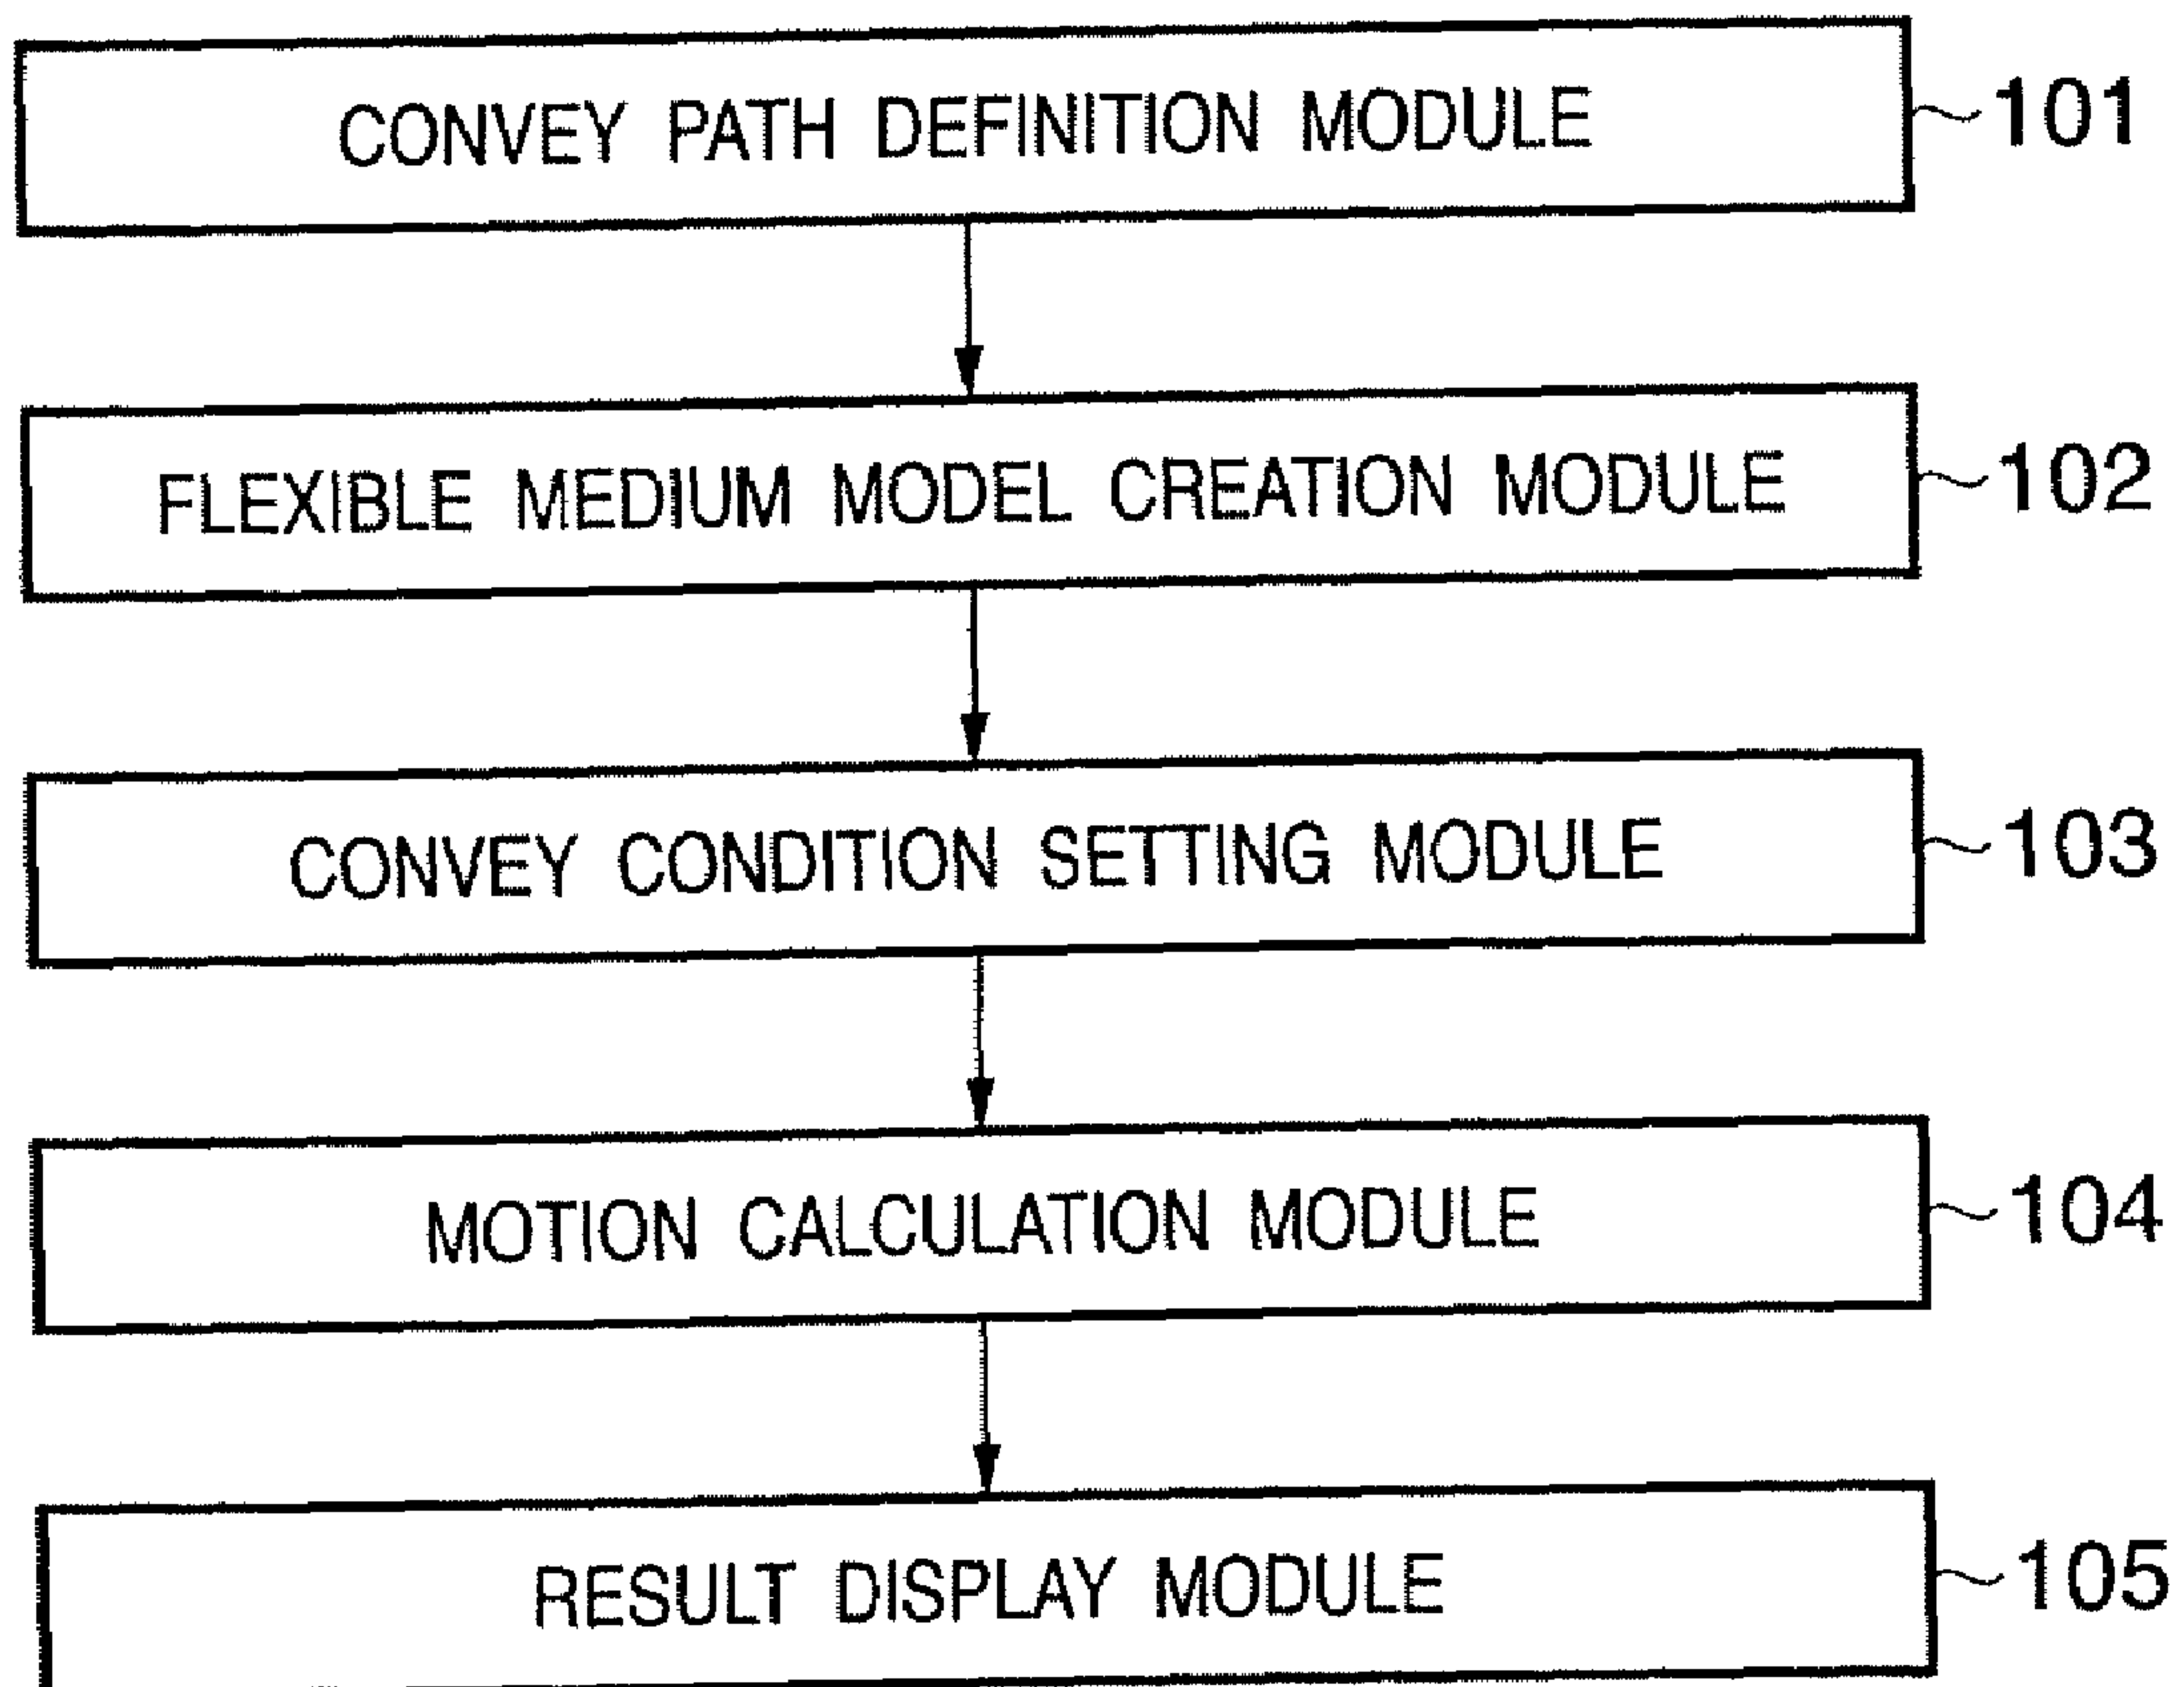 CONVEY PATH DEFINITION MODULE 101
FLEXIBLE MEDIUM MODEL CREATION MODULE 102
CONVEY CONDITION SETTING MODULE 103
MOTION CALCULATION MODULE 104
RESULT DISPLAY MODULE 105